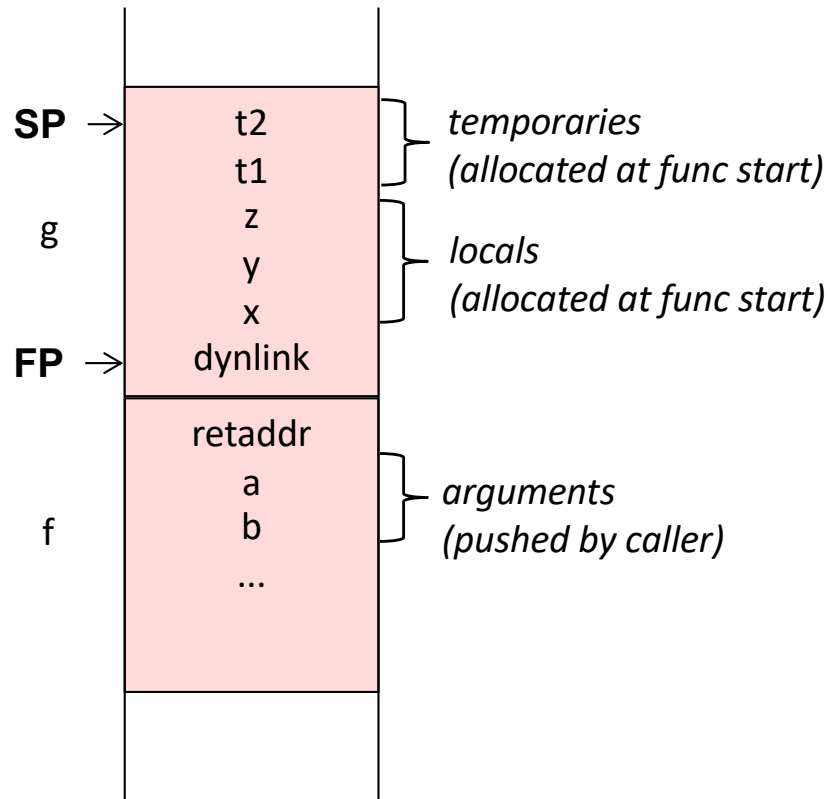 SP
t2
temporaries
t1
(allocated at func start)
g
z
y
locals
(allocated at func start)
x
FP
dynlink
retaddr
a
arguments
f
b
(pushed by caller)
...